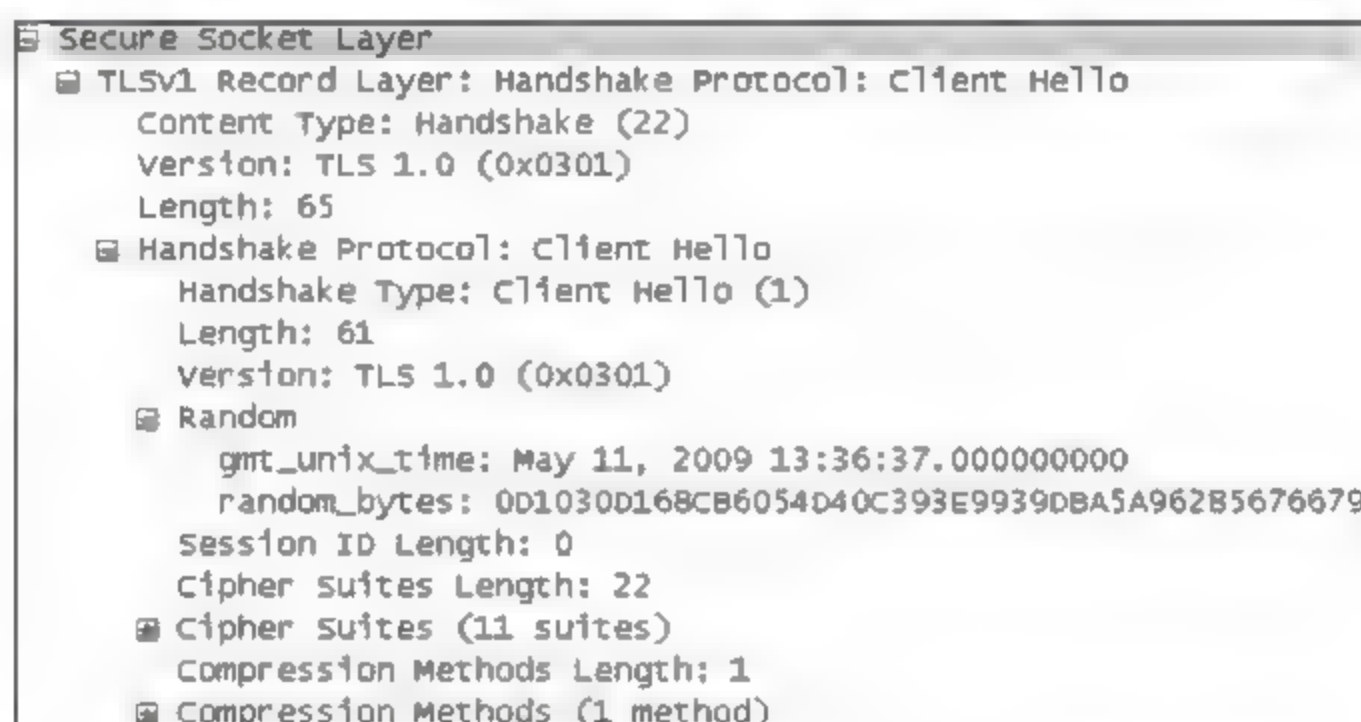 Secure Socket Layer
TLSv1 Record Layer: Handshake Protocol: Client Hello
Content Type: Handshake (22)
Version: TLS 1.0 (0x0301)
Length: 65
Handshake Protocol: Client Hello
Handshake Type: Client Hello (1)
Length: 61
Version: TLS 1.0 (0x0301)
Random
gmt_unix_time: May 11, 2009 13:36:37.000000000
random_bytes: 0D1030D168CB6054D40C393E9939DBA5A962B5676679
Session ID Length: 0
Cipher Suites Length: 22
Cipher Suites (11 suites)
Compression Methods Length: 1
Compression Methods (1 method)